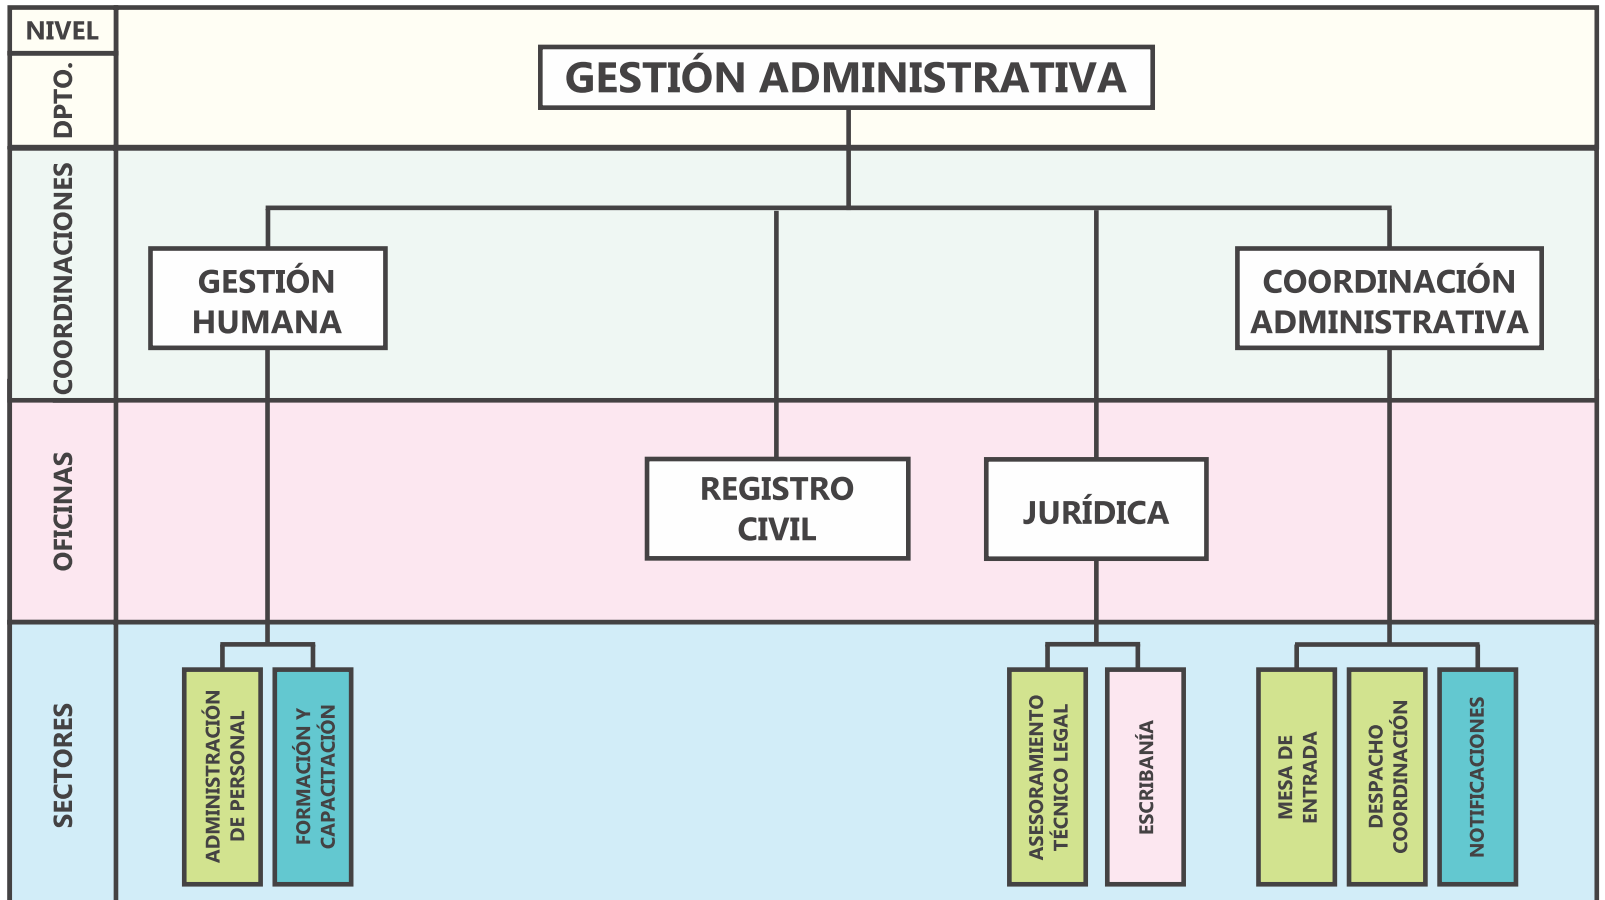 NIVEL
DPTO.
GESTIÓN ADMINISTRATIVA
COORDINACIONES
GESTIÓN
HUMANA
COORDINACIÓN
ADMINISTRATIVA
OFICINAS
REGISTRO
CIVIL
JURÍDICA
SECTORES
ADMINISTRACIÓN
DE PERSONAL
FORMACIÓN Y
CAPACITACIÓN
ASESORAMIENTO
TÉCNICO LEGAL
ESCRIBANÍA
MESA DE
ENTRADA
DESPACHO
COORDINACIÓN
NOTIFICACIONES